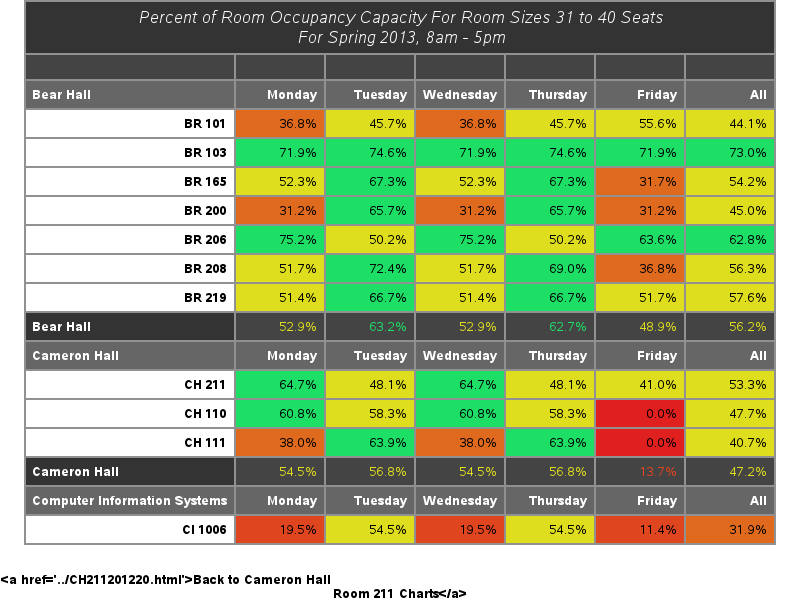 Percent of Room Occupancy Capacity For Room Sizes 31 to 40 Seats
For Spring 2013, 8am - 5pm
Bear Hall Monday Tuesday Wednesday Thursday Friday All
BR 101 36.8% 45.7% 36.8% 45.7% 55.6% 44.1%
BR 103 71.9% 74.6% 71.9% 74.6% 71.9% 73.0%
BR 165 52.3% 67.3% 52.3% 67.3% 31.7% 54.2%
BR 200 31.2% 65.7% 31.2% 65.7% 31.2% 45.0%
BR 206 75.2% 50.2% 75.2% 50.2% 63.6% 62.8%
BR 208 51.7% 72.4% 51.7% 69.0% 36.8% 56.3%
BR 219 51.4% 66.7% 51.4% 66.7% 51.7% 57.6%
Bear Hall 52.9% 63.2% 52.9% 62.7% 48.9% 56.2%
Cameron Hall Monday Tuesday Wednesday Thursday Friday All
CH 211 64.7% 48.1% 64.7% 48.1% 41.0% 53.3%
CH 110 60.8% 58.3% 60.8% 58.3% 0.0% 47.7%
CH 111 38.0% 63.9% 38.0% 63.9% 0.0% 40.7%
Cameron Hall 54.5% 56.8% 54.5% 56.8% 13.7% 47.2%
Computer Information Systems Monday Tuesday Wednesday Thursday Friday All
CI 1006 19.5% 54.5% 19.5% 54.5% 11.4% 31.9%
<a href='../CH211201220.html'>Back to Cameron Hall
Room 211 Charts</a>